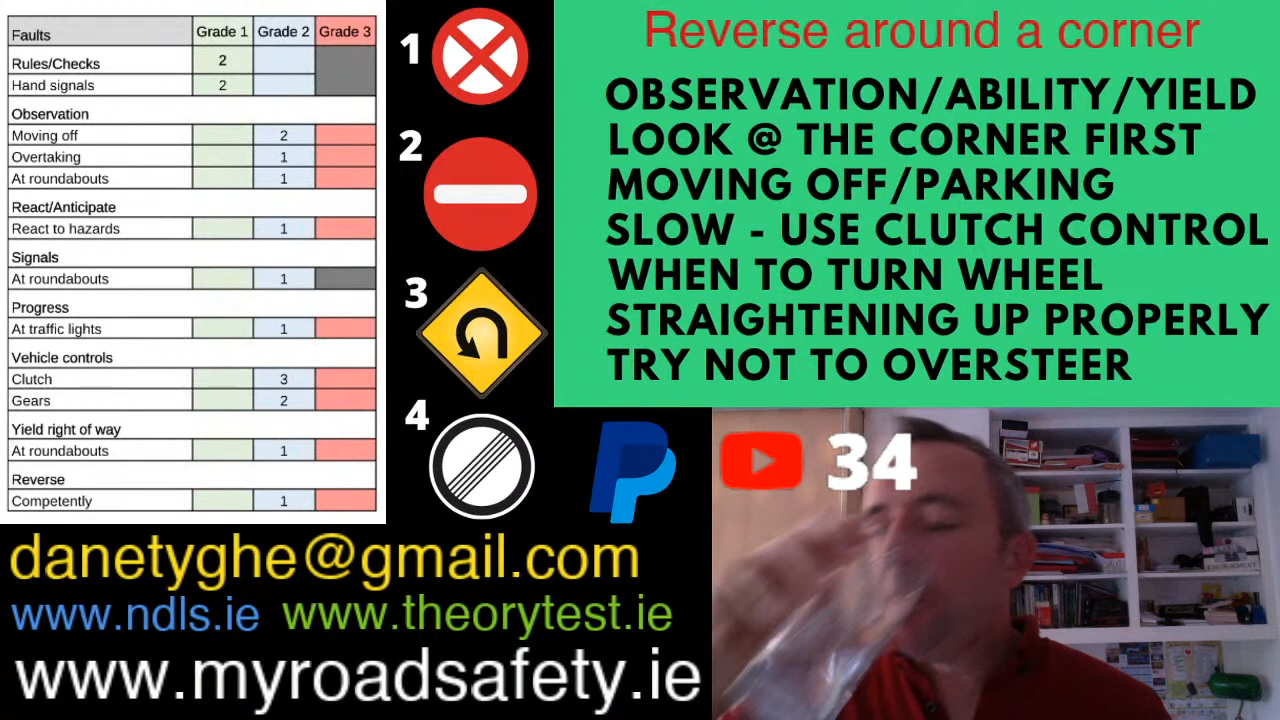 Faults Grade 1 Grade 2 Grade 3
Rules/Checks 2
Hand signals 2
Observation
Moving off 2
Overtaking 1
At roundabouts 1
React/Anticipate
React to hazards 1
Signals
At roundabouts 1
Progress
At traffic lights 1
Vehicle controls
Clutch 3
Gears 2
Yield right of way
At roundabouts 1
Reverse
Competently 1
1
2
3
4
Reverse around a corner
OBSERVATION/ABILITY/YIELD
LOOK @ THE CORNER FIRST
MOVING OFF/PARKING
SLOW - USE CLUTCH CONTROL
WHEN TO TURN WHEEL
STRAIGHTENING UP PROPERLY
TRY NOT TO OVERSTEER
34
danetyghe@gmail.com
www.ndls.ie www.theorytest.ie
www.myroadsafety.ie